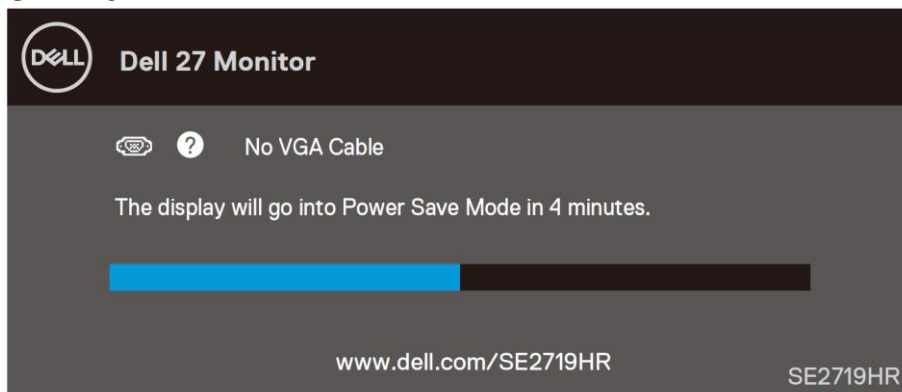 DELL
Dell 27 Monitor
? No VGA Cable
The display will go into Power Save Mode in 4 minutes.
www.dell.com/SE2719HR
SE2719HR